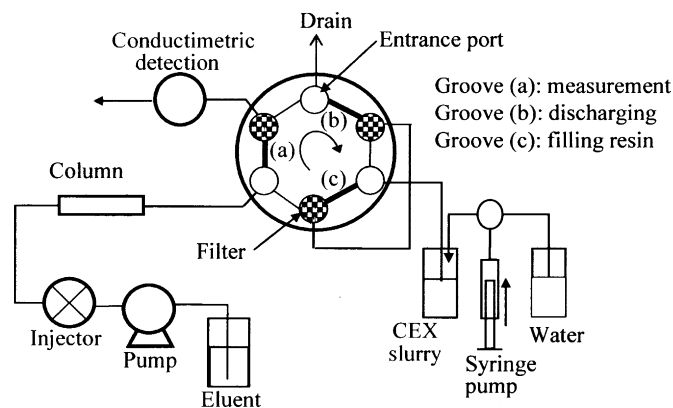 Drain
Conductimetric
detection
Entrance port
Groove (a): measurement
Groove (b): discharging
Groove (c): filling resin
(b)
(a)
(c)
Column
Filter
Injector
Pump
Eluent
CEX
slurry
Syringe
pump
Water